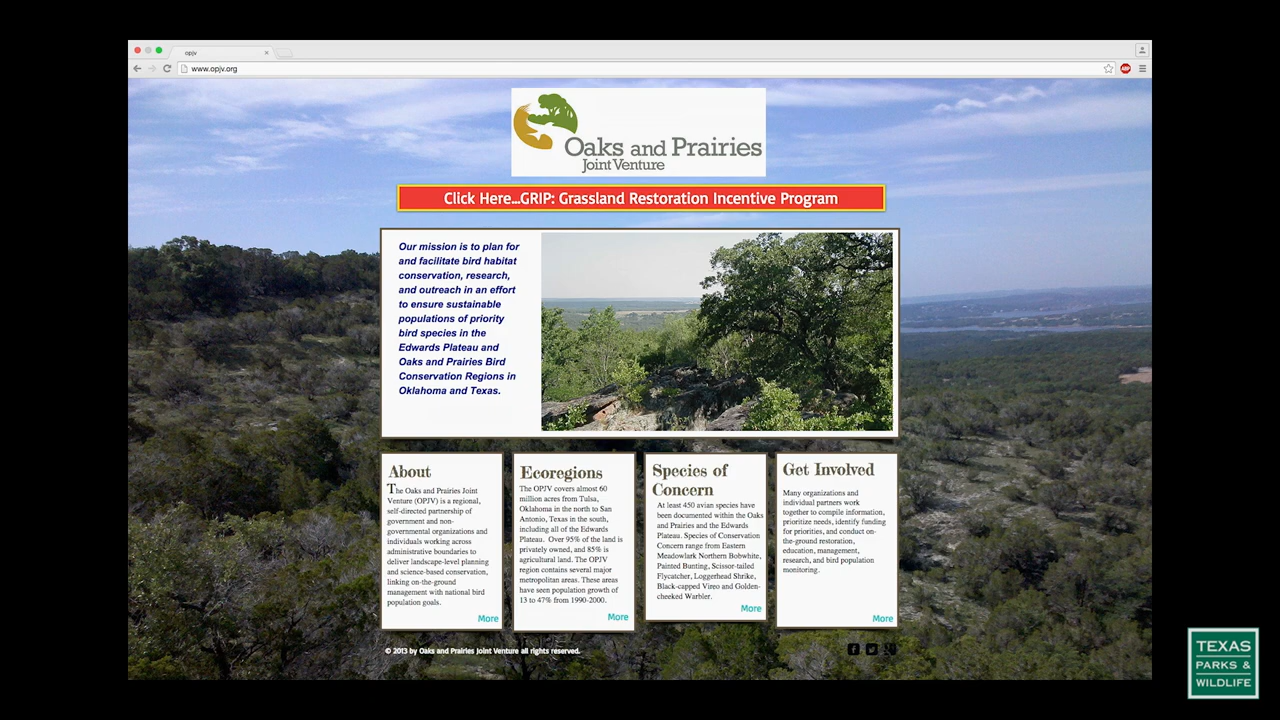 opjv
www.opjv.org
ABP
Oaks and Prairies
Joint Venture
Click Here...GRIP: Grassland Restoration Incentive Program
Our mission is to plan for
and facilitate bird habitat
conservation, research,
and outreach in an effort
to ensure sustainable
populations of priority
bird species in the
Edwards Plateau and
Oaks and Prairies Bird
Conservation Regions in
Oklahoma and Texas.
About
The Oaks and Prairies Joint
Venture (OPJV) is a regional,
self-directed partnership of
government and non-
governmental organizations and
individuals working across
administrative boundaries to
deliver landscape-level planning
and science-based conservation,
linking on-the-ground
management with national bird
population goals.
More
Ecoregions
The OPJV covers almost 60
million acres from Tulsa,
Oklahoma in the north to San
Antonio, Texas in the south,
including all of the Edwards
Plateau. Over 95% of the land is
privately owned, and 85% is
agricultural land. The OPJV
region contains several major
metropolitan areas. These areas
have seen population growth of
13 to 47% from 1990-2000.
More
Species of
Concern
At least 450 avian species have
been documented within the Oaks
and Prairies and the Edwards
Plateau. Species of Conservation
Concern range from Eastern
Meadowlark Northern Bobwhite,
Painted Bunting, Scissor-tailed
Flycatcher, Loggerhead Shrike,
Black-capped Vireo and Golden-
cheeked Warbler.
More
Get Involved
Many organizations and
individual partners work
together to compile information,
prioritize needs, identify funding
for priorities, and conduct on-
the-ground restoration,
education, management,
research, and bird population
monitoring.
More
© 2013 by Oaks and Prairies Joint Venture all rights reserved.
TEXAS
PARKS &
WILDLIFE